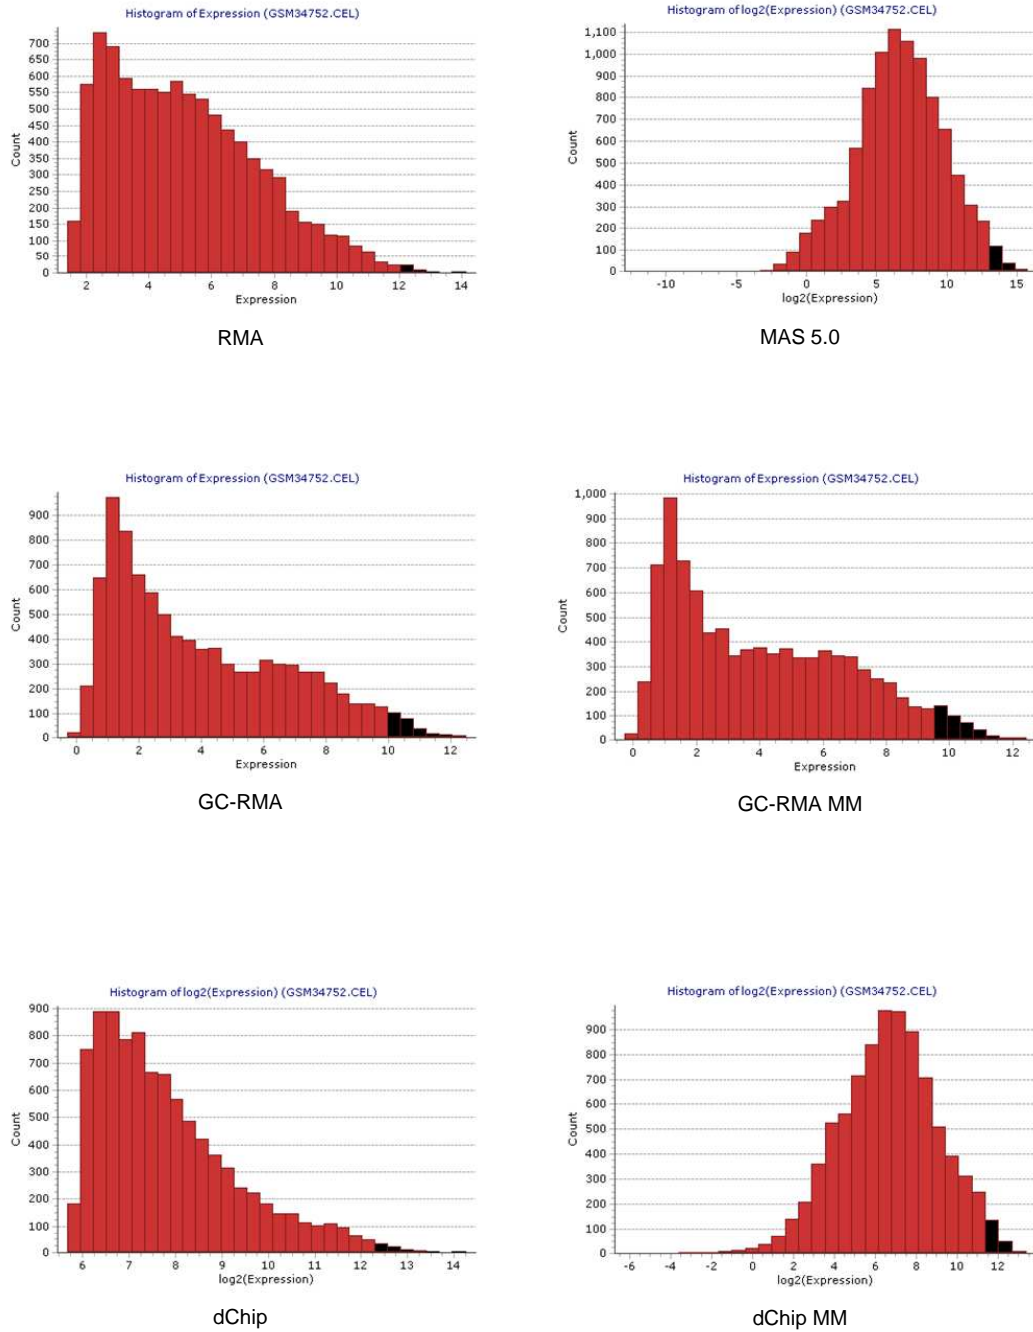 Histogram of Expression (GSM34752.CEL)
700
650
600
550
500
450
400
350
300
250
200
150
100
50
0
Count
2 4 6 8 10 12 14
Expression
RMA
Histogram of log2(Expression) (GSM34752.CEL)
1,100
1,000
900
800
700
600
500
400
300
200
100
0
Count
-10 -5 0 5 10 15
log2(Expression)
MAS 5.0
Histogram of Expression (GSM34752.CEL)
900
800
700
600
500
400
300
200
100
0
Count
0 2 4 6 8 10 12
Expression
GC-RMA
Histogram of Expression (GSM34752.CEL)
1,000
900
800
700
600
500
400
300
200
100
0
Count
0 2 4 6 8 10 12
Expression
GC-RMA MM
Histogram of log2(Expression) (GSM34752.CEL)
900
800
700
600
500
400
300
200
100
0
Count
6 7 8 9 10 11 12 13 14
log2(Expression)
dChip
Histogram of log2(Expression) (GSM34752.CEL)
900
800
700
600
500
400
300
200
100
0
Count
-6 -4 -2 0 2 4 6 8 10 12
log2(Expression)
dChip MM